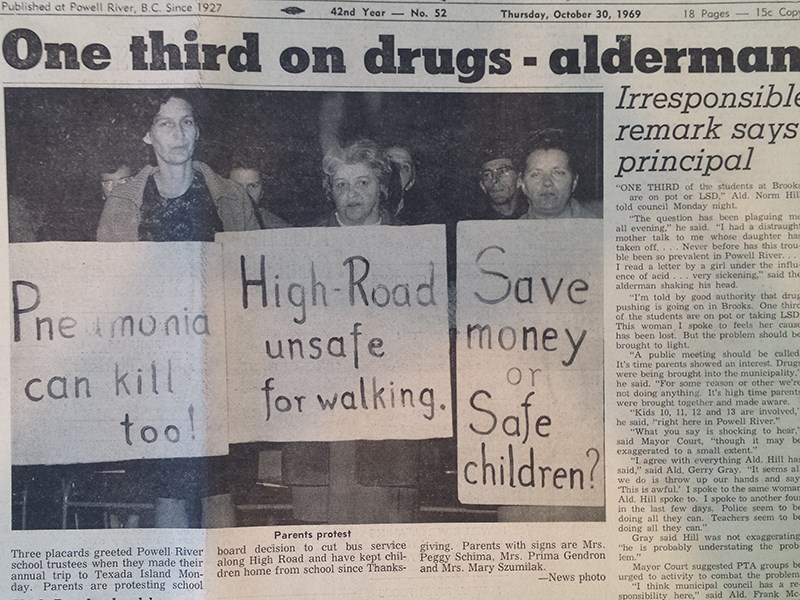 Published at Powell River, B.C. Since 1927
42nd Year — No. 52
Thursday, October 30, 1969
18 Pages — 15c Copy
One third on drugs - alderman
Pneumonia
can kill
too!
High-Road
unsafe
for walking.
Save
money
or
Safe
children?
Parents protest
Three placards greeted Powell River
school trustees when they made their
annual trip to Texada Island Mon-
day. Parents are protesting school
board decision to cut bus service
along High Road and have kept chil-
dren home from school since Thanks-
giving. Parents with signs are Mrs.
Peggy Schima, Mrs. Prima Gendron
and Mrs. Mary Szumilak.
—News photo
Irresponsible
remark says
principal
"ONE THIRD of the students at Brooks
are on pot or LSD," Ald. Norm Hill
told council Monday night.
"The question has been plaguing me
all evening," he said. "I had a distraught
mother talk to me whose daughter has
taken off. . . . Never before has this trou-
ble been so prevalent in Powell River. . . .
I read a letter by a girl under the influ-
ence of acid . . . very sickening," said the
alderman shaking his head.
"I'm told by good authority that drug
pushing is going on in Brooks. One third
of the students are on pot or taking LSD.
This woman I spoke to feels her cause
has been lost. But the problem should be
brought to light.
"A public meeting should be called.
It's time parents showed an interest. Drugs
were being brought into the municipality,"
he said. "For some reason or other we're
not doing anything. It's high time parents
were brought together and made aware.
"Kids 10, 11, 12 and 13 are involved,"
he said, "right here in Powell River."
"What you say is shocking to hear,"
said Mayor Court, "though it may be
exaggerated to a small extent."
"I agree with everything Ald. Hill has
said," said Ald. Gerry Gray. "It seems all
we do is throw up our hands and say
'This is awful.' I spoke to the same woman
Ald. Hill spoke to. I spoke to another four
in the last few days. Police seem to be
doing all they can. Teachers seem to be
doing all they can."
Gray said Hill was not exaggerating,
"he is probably understating the prob-
lem."
Mayor Court suggested PTA groups be
urged to activity to combat the problem.
"I think municipal council has a re-
sponsibility here," said Ald. Frank Mc-